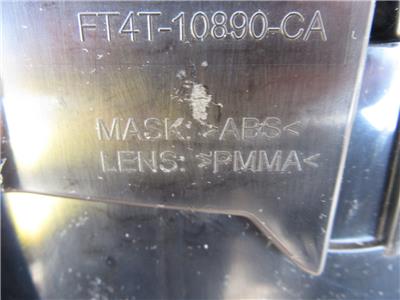 FT4T-10890-CA
MASK: >ABS<
LENS: >PMMA<